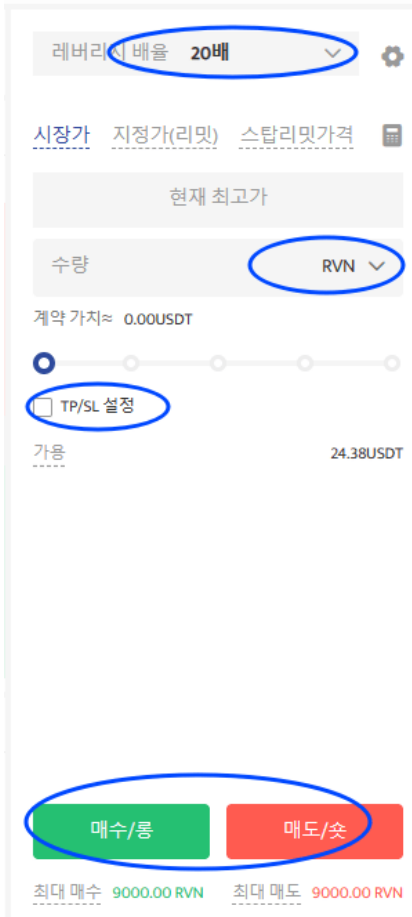 레버리지 배율 20배
시장가 지정가(리밋) 스탑리밋가격
현재 최고가
수량 RVN
계약 가치≈ 0.00USDT
TP/SL 설정
가용 24.38USDT
매수/롱 매도/숏
최대 매수 9000.00 RVN 최대 매도 9000.00 RVN